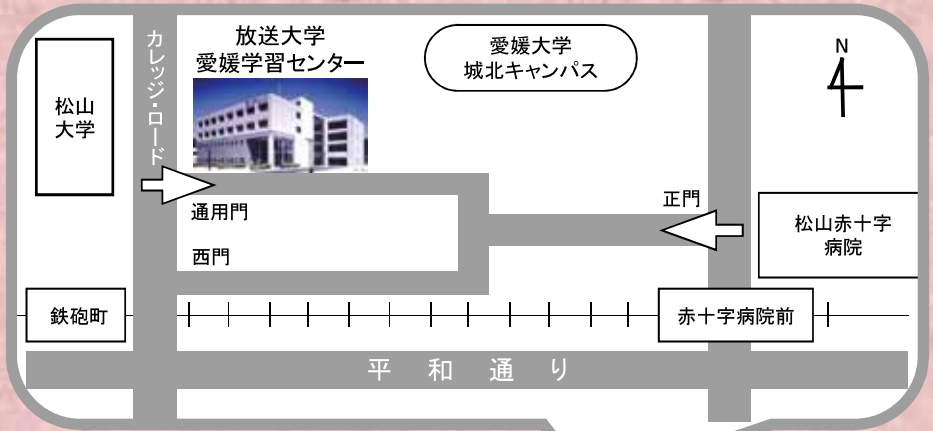 カレッジ・ロード
放送大学
愛媛学習センター
愛媛大学
城北キャンパス
N
松山
大学
通用門
正門
松山赤十字
病院
西門
鉄砲町
赤十字病院前
平和通り